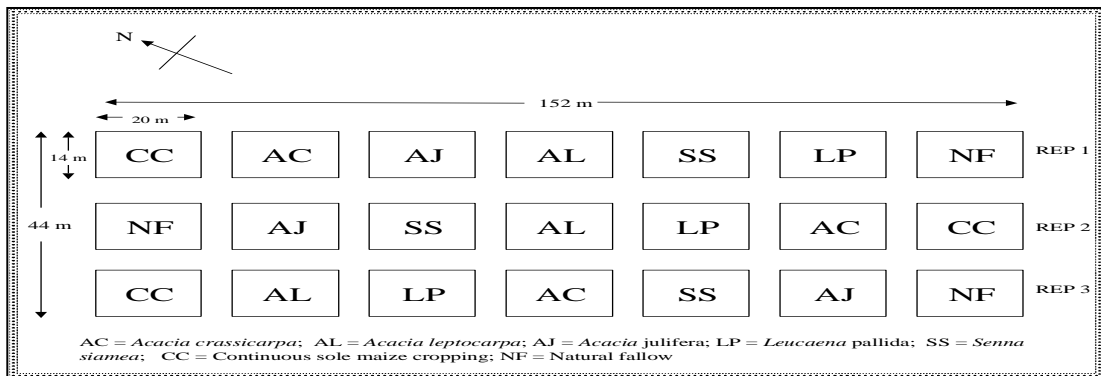 N
152 m
20 m
14 m
CC AC AJ AL SS LP NF REP 1
44 m
NF AJ SS AL LP AC CC REP 2
CC AL LP AC SS AJ NF REP 3
AC = Acacia crassicarpa; AL = Acacia leptocarpa; AJ = Acacia julifera; LP = Leucaena pallida; SS = Senna
siamea; CC = Continuous sole maize cropping; NF = Natural fallow